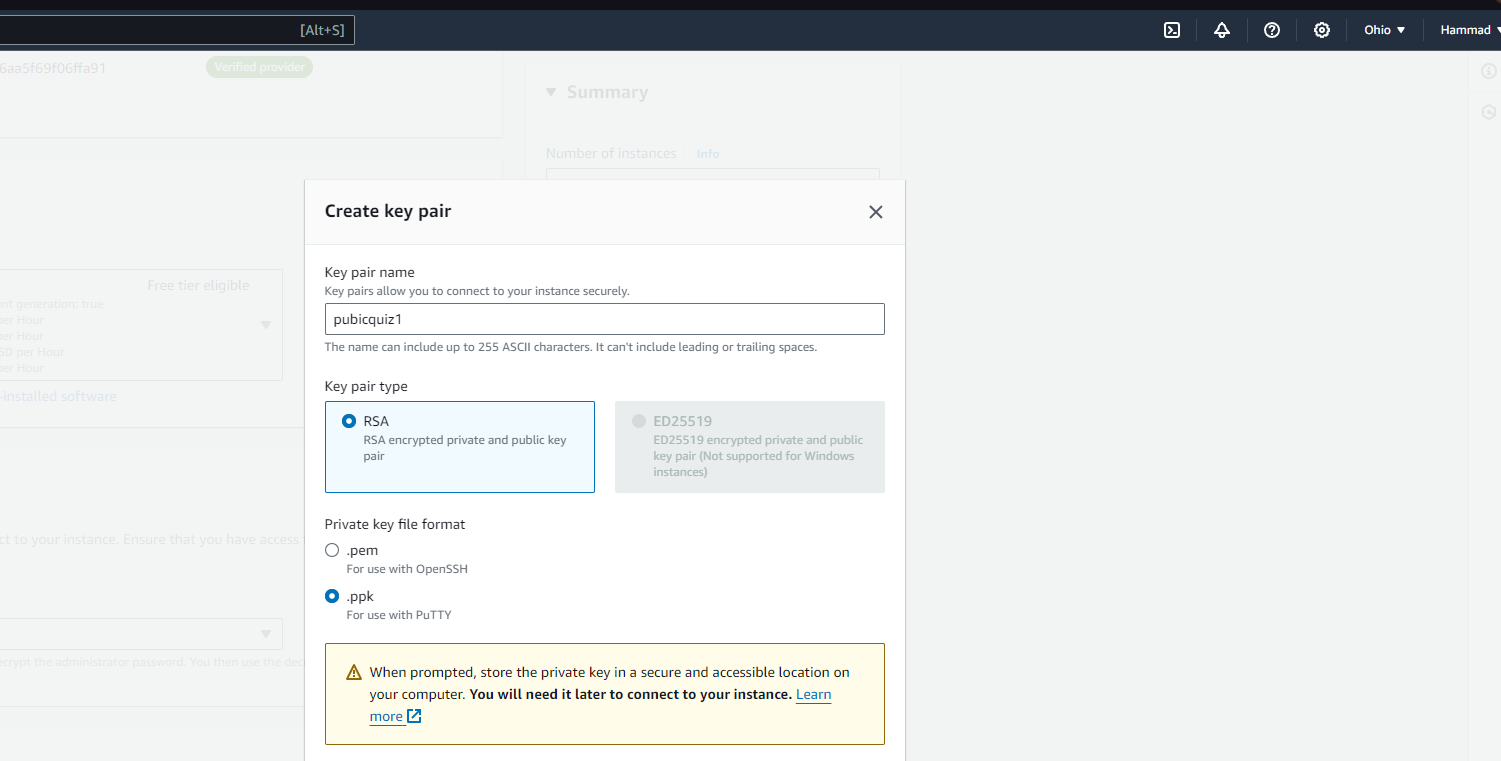 [Alt+S]
Ohio ▼
Hammad
6aa5f69f06ffa91
Verified provider
Summary
Number of instances
Info
Create key pair
Key pair name
Key pairs allow you to connect to your instance securely.
pubicquiz1
The name can include up to 255 ASCII characters. It can't include leading or trailing spaces.
Free tier eligible
generation: true
per Hour
per Hour
per Hour
per Hour
-installed software
Key pair type
RSA
RSA encrypted private and public key
pair
ED25519
ED25519 encrypted private and public
key pair (Not supported for Windows
instances)
Private key file format
.pem
For use with OpenSSH
.ppk
For use with PuTTY
to your instance. Ensure that you have access
the administrator password. You then use the
When prompted, store the private key in a secure and accessible location on
your computer. You will need it later to connect to your instance. Learn
more